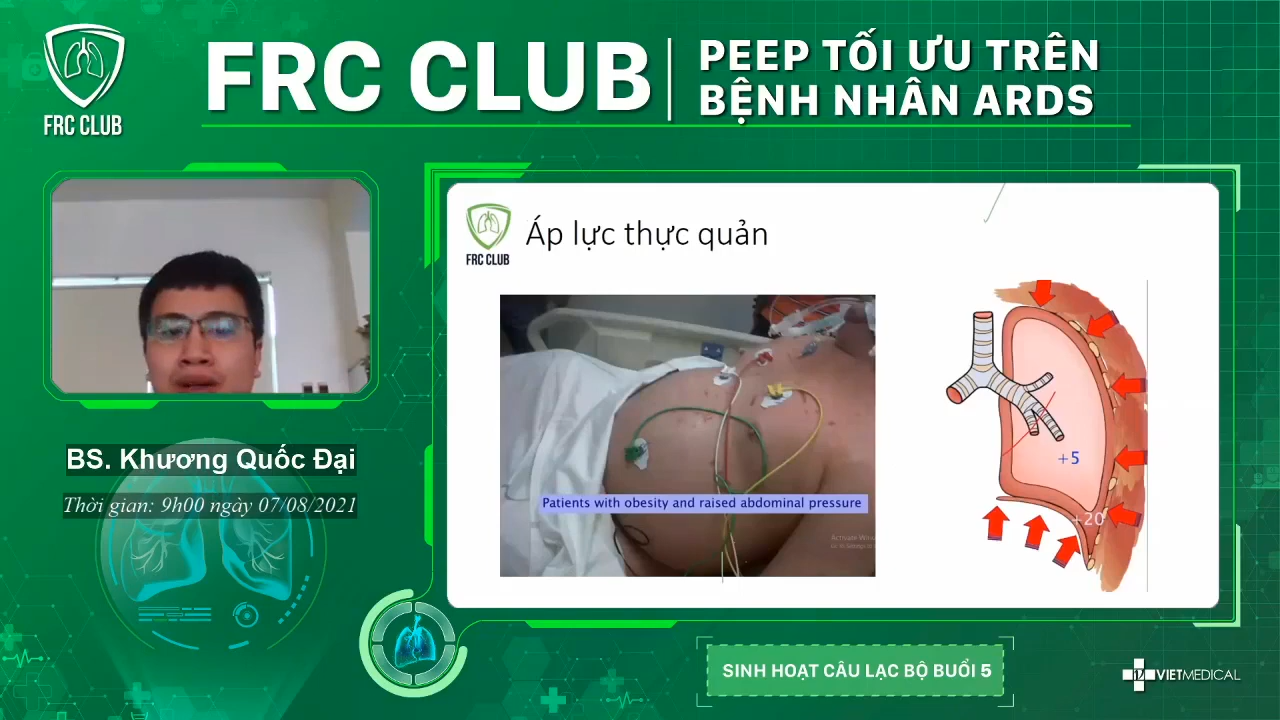 FRC CLUB
FRC CLUB
PEEP TỐI ƯU TRÊN
BỆNH NHÂN ARDS
BS. Khương Quốc Đại
Thời gian: 9h00 ngày 07/08/2021
FRC CLUB
Áp lực thực quản
Patients with obesity and raised abdominal pressure
+5
+20
SINH HOẠT CÂU LẠC BỘ BUỔI 5
VIETMEDICAL